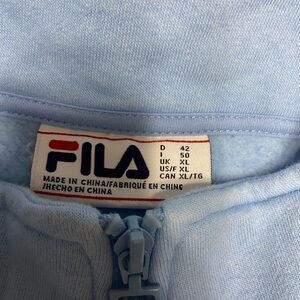 FILA
D 42
I 50
UK XL
US/F XL
CAN XL/TG
MADE IN CHINA/FABRIQUÉ EN CHINE
/HECHO EN CHINA